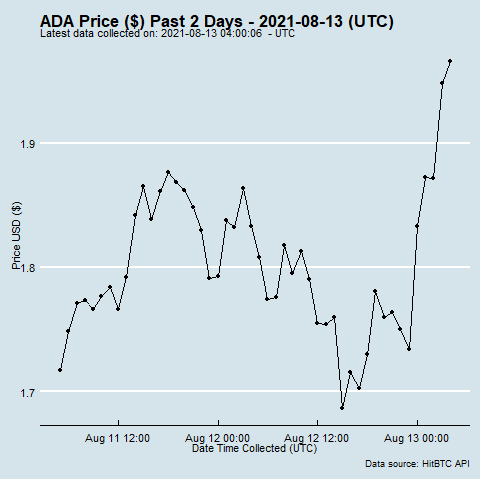 ADA Price ($) Past 2 Days - 2021-08-13 (UTC)
Latest data collected on: 2021-08-13 04:00:06 - UTC
1.9
1.8
1.7
Price USD ($)
Aug 11 12:00 Aug 12 00:00 Aug 12 12:00 Aug 13 00:00
Date Time Collected (UTC)
Data source: HitBTC API